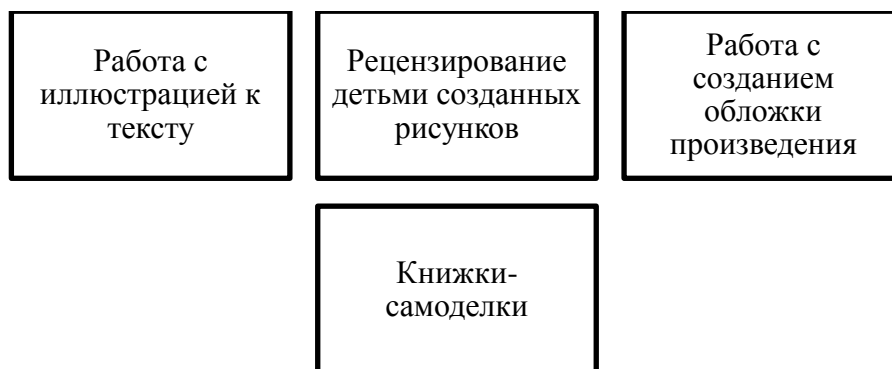 Работа с
иллюстрацией к
тексту
Рецензирование
детьми созданных
рисунков
Работа с
созданием
обложки
произведения
Книжки-
самоделки